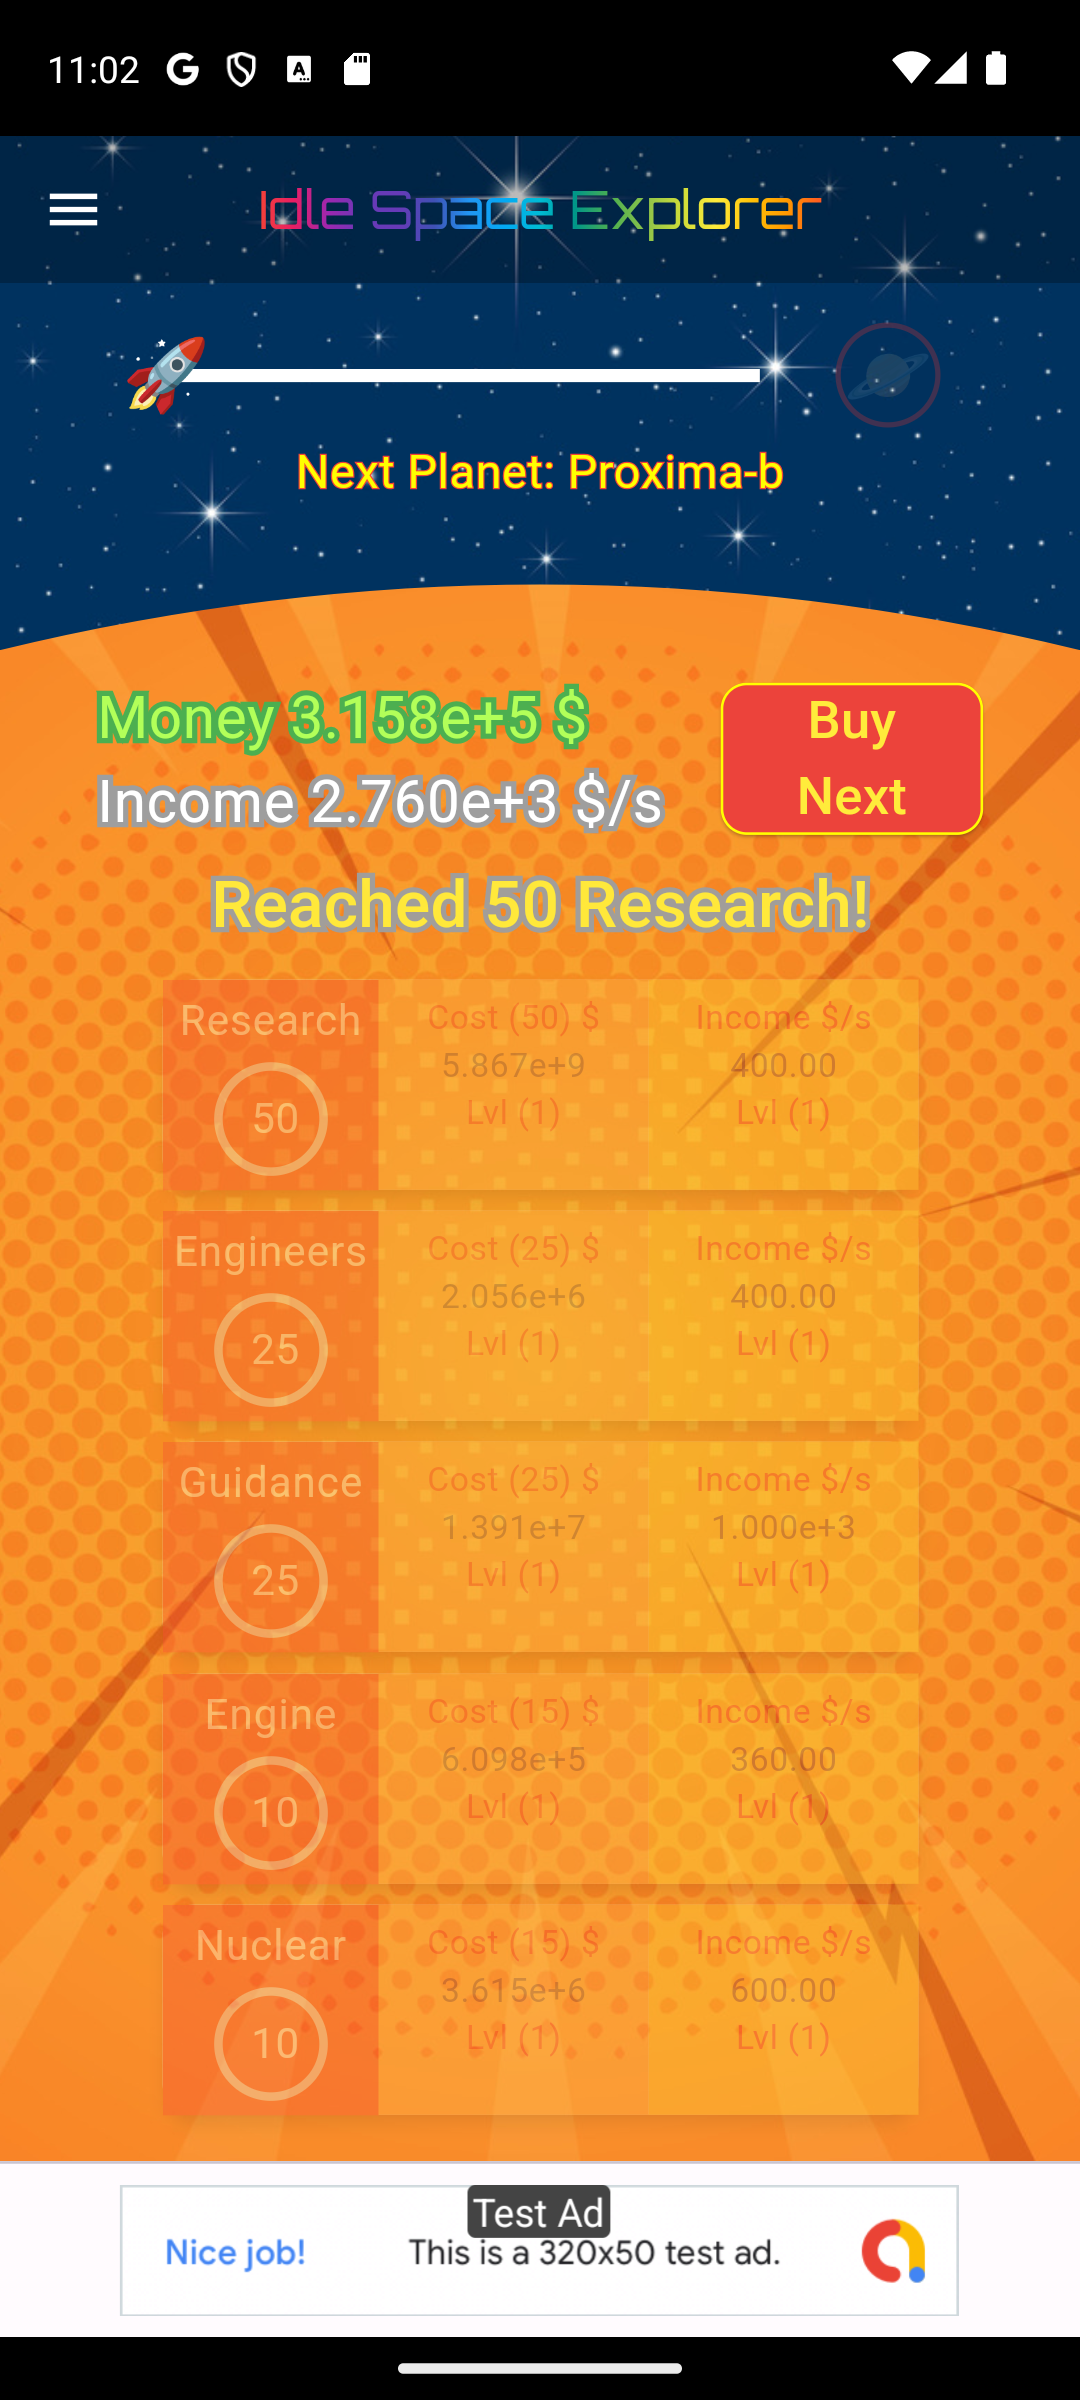 11:02
Idle Space Explorer
Next Planet: Proxima-b
Money 3.158e+5 $
Income 2.760e+3 $/s
Buy
Next
Reached 50 Research!
Research
50
Cost (50) $
5.867e+9
Lvl (1)
Income $/s
400.00
Lvl (1)
Engineers
25
Cost (25) $
2.056e+6
Lvl (1)
Income $/s
400.00
Lvl (1)
Guidance
25
Cost (25) $
1.391e+7
Lvl (1)
Income $/s
1.000e+3
Lvl (1)
Engine
10
Cost (15) $
6.098e+5
Lvl (1)
Income $/s
360.00
Lvl (1)
Nuclear
10
Cost (15) $
3.615e+6
Lvl (1)
Income $/s
600.00
Lvl (1)
Test Ad
Nice job!
This is a 320x50 test ad.